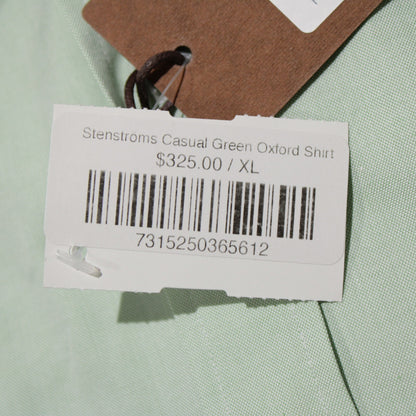 Stenstroms Casual Green Oxford Shirt
$325.00 / XL
7315250365612